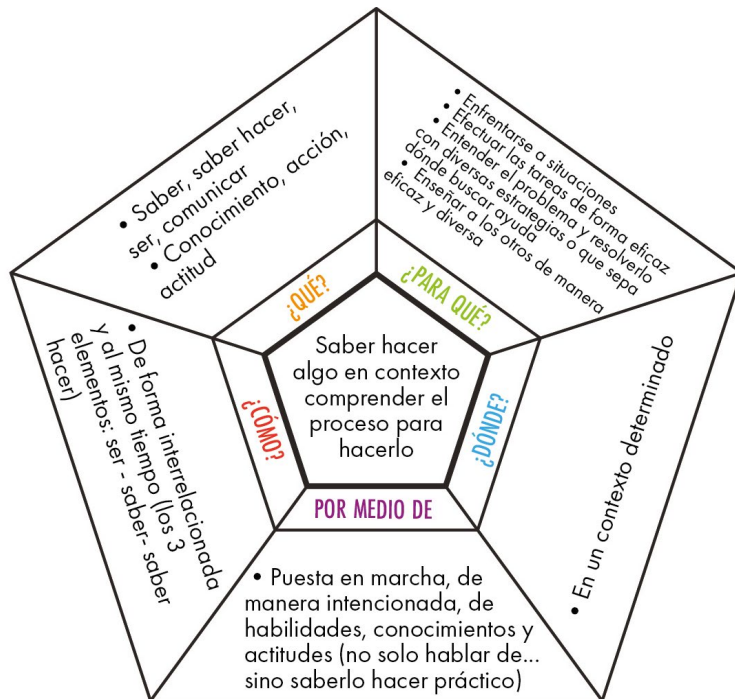 • Saber, saber hacer,
ser, comunicar
• Conocimiento, acción,
actitud
¿QUÉ?
• Enfrentarse a situaciones
• Efectuar las tareas de forma eficaz
• Entender el problema y resolverlo
con diversas estrategias o que sepa
dónde buscar ayuda
• Enseñar a los otros de manera
eficaz y diversa
¿PARA QUÉ?
Saber hacer
algo en contexto
comprender el
proceso para
hacerlo
¿CÓMO?
• De forma interrelacionada
y al mismo tiempo (los 3
elementos: ser - saber- saber
hacer)
¿DÓNDE?
• En un contexto determinado
POR MEDIO DE
• Puesta en marcha, de
manera intencionada, de
habilidades, conocimientos y
actitudes (no solo hablar de...
sino saberlo hacer práctico)